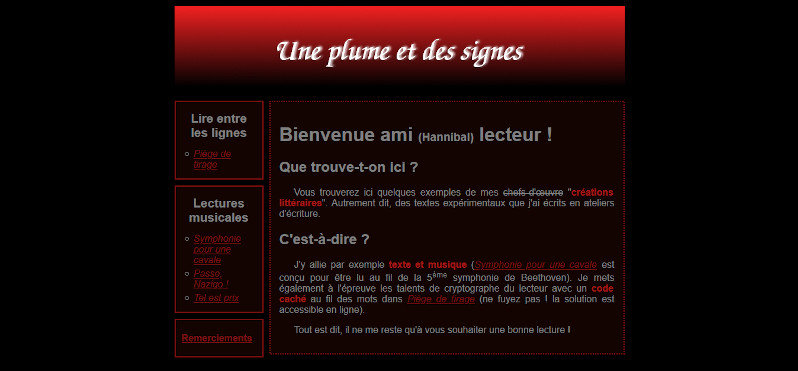 Une plume et des signes
Lire entre
les lignes
Piège de
tirage
Lectures
musicales
Symphonie
pour une
cavale
Passe,
Nazigo !
Tel est prix
Remerciements
Bienvenue ami (Hannibal) lecteur !
Que trouve-t-on ici ?
Vous trouverez ici quelques exemples de mes chefs-d'œuvre "créations
littéraires". Autrement dit, des textes expérimentaux que j'ai écrits en ateliers
d'écriture.
C'est-à-dire ?
J'y allie par exemple texte et musique (Symphonie pour une cavale est
conçu pour être lu au fil de la 5ème symphonie de Beethoven). Je mets
également à l'épreuve les talents de cryptographe du lecteur avec un code
caché au fil des mots dans Piège de tirage (ne fuyez pas ! la solution est
accessible en ligne).
Tout est dit, il ne me reste qu'à vous souhaiter une bonne lecture !